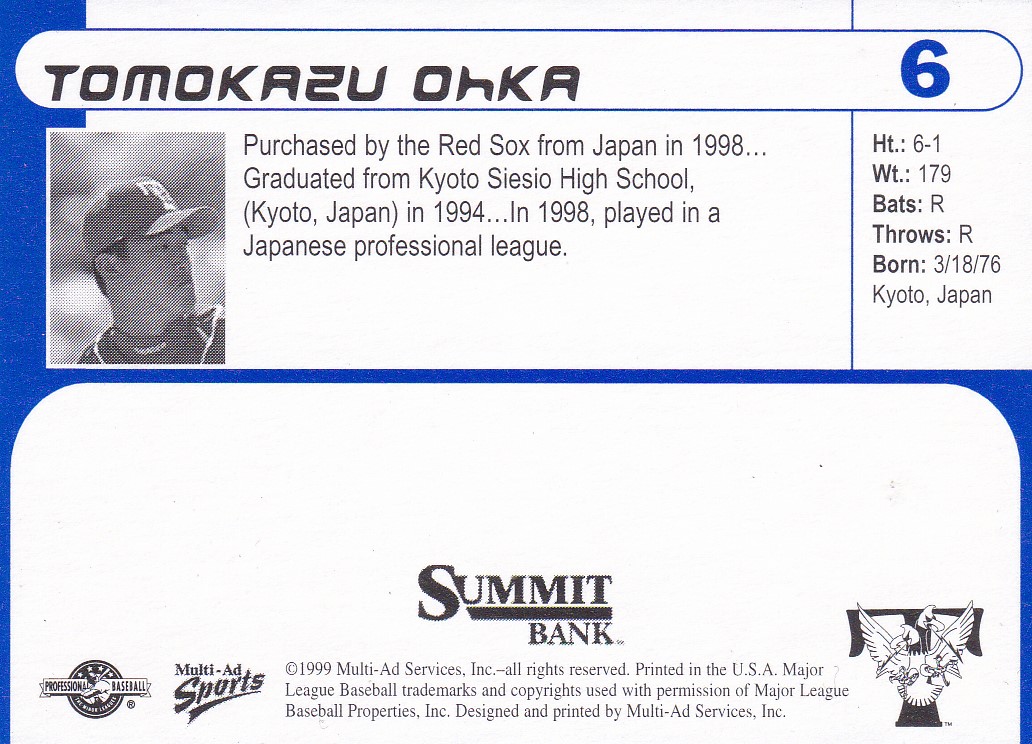 TOMOKAZU OHKA
6
Purchased by the Red Sox from Japan in 1998...
Graduated from Kyoto Siesio High School,
(Kyoto, Japan) in 1994...In 1998, played in a
Japanese professional league.
Ht.: 6-1
Wt.: 179
Bats: R
Throws: R
Born: 3/18/76
Kyoto, Japan
SUMMIT
BANK
PROFESSIONAL BASEBALL
®
Multi-Ad
Sports
©1999 Multi-Ad Services, Inc.–all rights reserved. Printed in the U.S.A. Major
League Baseball trademarks and copyrights used with permission of Major League
Baseball Properties, Inc. Designed and printed by Multi-Ad Services, Inc.
T
TM